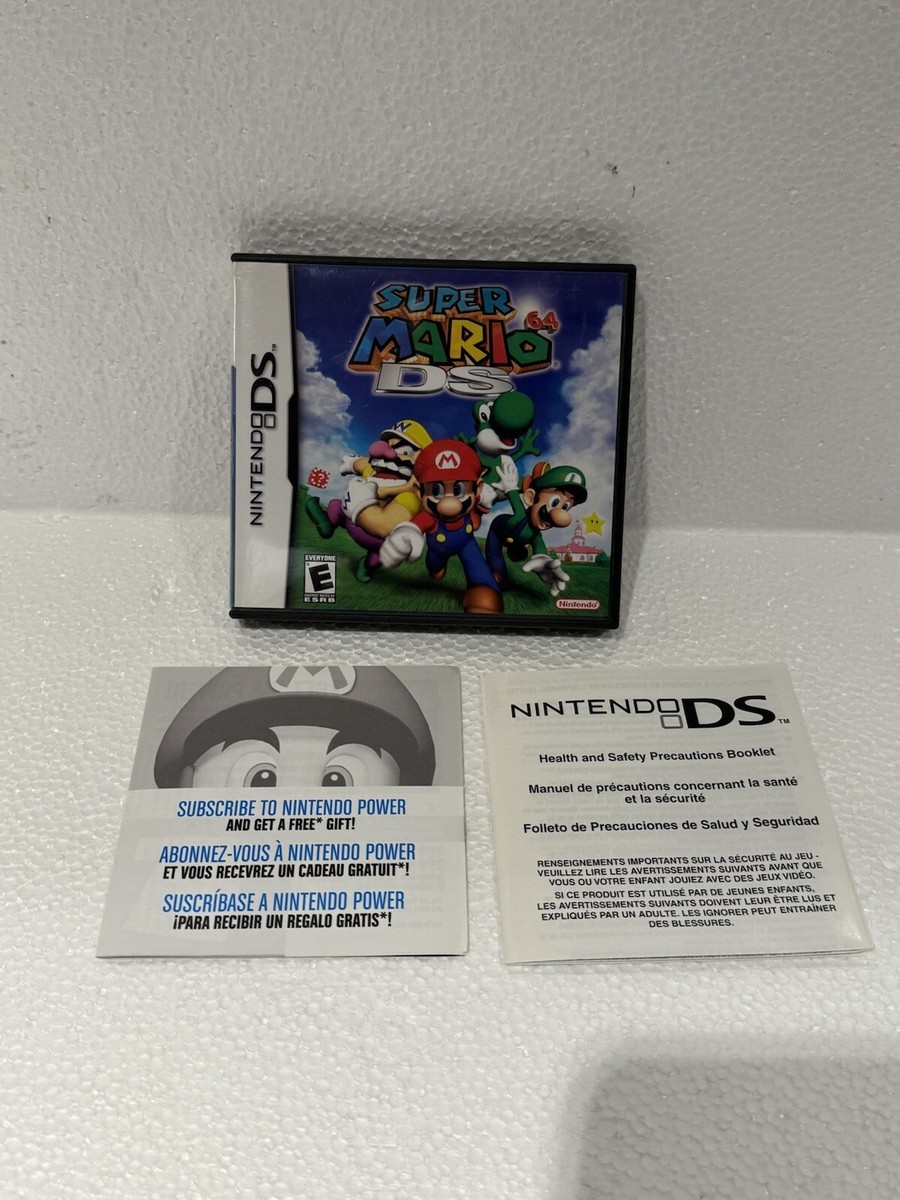 NINTENDODS™
SUPER
MARIO 64
DS
W
M
L
?
EVERYONE
E
CONTENT RATED BY
ESRB
Nintendo®
M
SUBSCRIBE TO NINTENDO POWER
AND GET A FREE* GIFT!
ABONNEZ-VOUS À NINTENDO POWER
ET VOUS RECEVREZ UN CADEAU GRATUIT*!
SUSCRÍBASE A NINTENDO POWER
¡PARA RECIBIR UN REGALO GRATIS*!
NINTENDODS™
Health and Safety Precautions Booklet
Manuel de précautions concernant la santé
et la sécurité
Folleto de Precauciones de Salud y Seguridad
RENSEIGNEMENTS IMPORTANTS SUR LA SÉCURITÉ AU JEU -
VEUILLEZ LIRE LES AVERTISSEMENTS SUIVANTS AVANT QUE
VOUS OU VOTRE ENFANT JOUIEZ AVEC DES JEUX VIDÉO.
SI CE PRODUIT EST UTILISÉ PAR DE JEUNES ENFANTS,
LES AVERTISSEMENTS SUIVANTS DOIVENT LEUR ÊTRE LUS ET
EXPLIQUÉS PAR UN ADULTE. LES IGNORER PEUT ENTRAÎNER
DES BLESSURES.